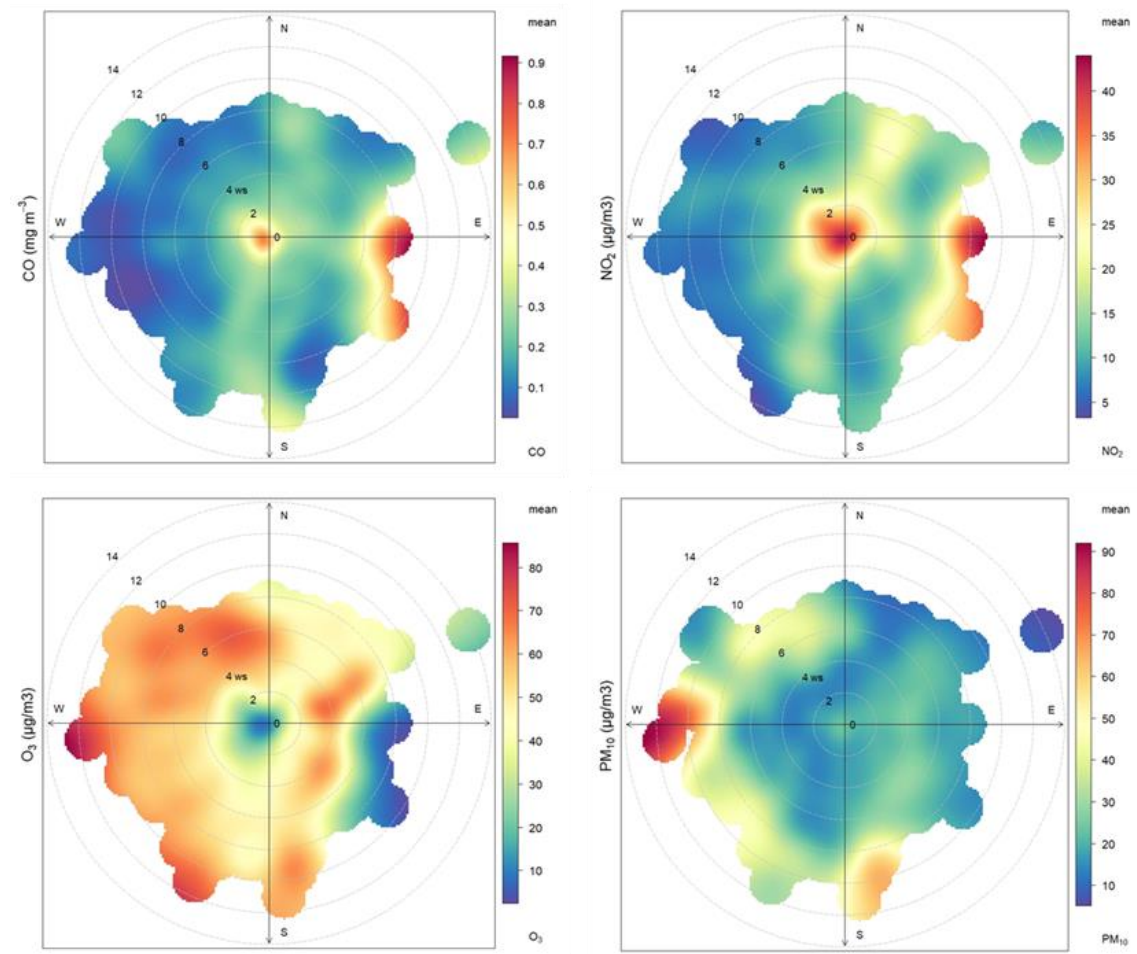 mean
N
14
12
10
8
6
4 ws
2
0
W
E
S
CO (mg m⁻³)
0.9
0.8
0.7
0.6
0.5
0.4
0.3
0.2
0.1
CO
mean
N
14
12
10
8
6
4 ws
2
0
W
E
S
NO₂ (µg/m3)
40
35
30
25
20
15
10
5
NO₂
mean
N
14
12
10
8
6
4 ws
2
0
W
E
S
O₃ (µg/m3)
80
70
60
50
40
30
20
10
O₃
mean
N
14
12
10
8
6
4 ws
2
0
W
E
S
PM₁₀ (µg/m3)
90
80
70
60
50
40
30
20
10
PM₁₀